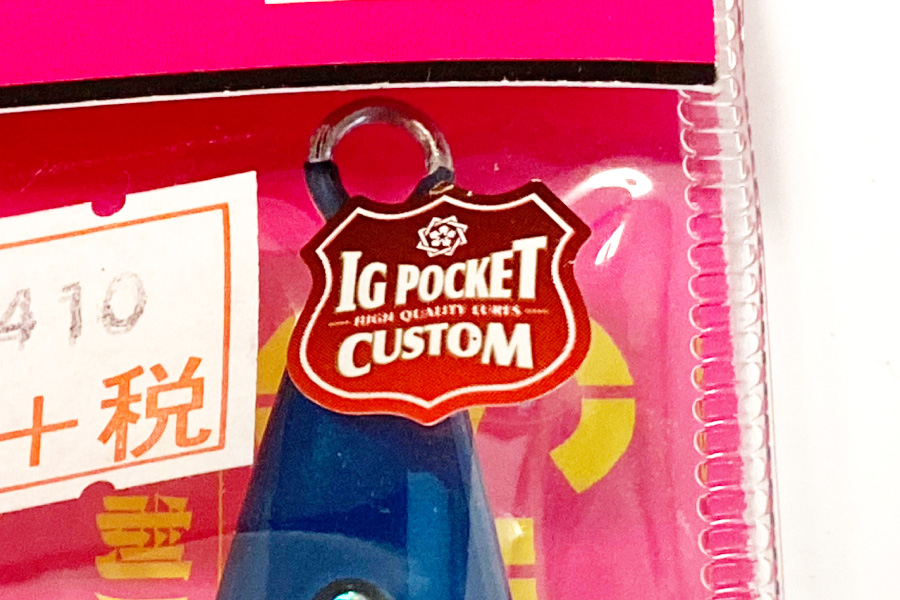 410
+税
IG POCKET
HIGH QUALITY LURES
CUSTOM